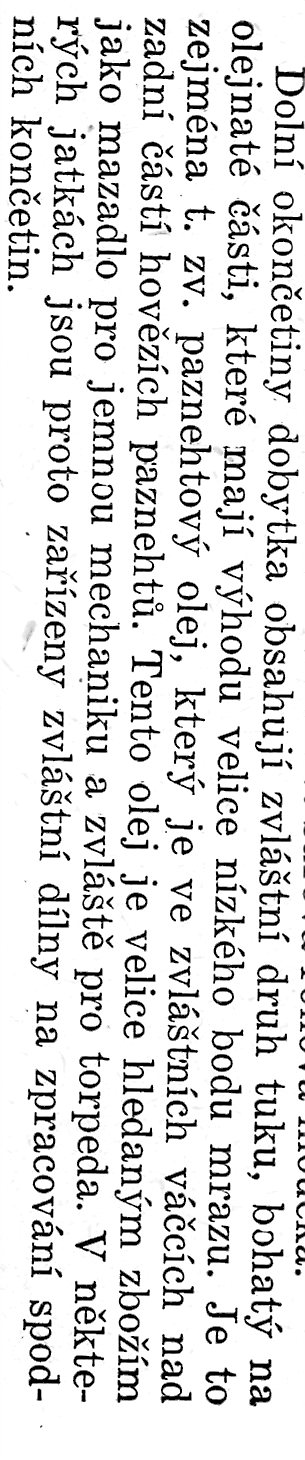 Dolní okončetiny dobytka obsahují zvláštní druh tuku, bohatý na
olejnaté části, které mají výhodu velice nízkého bodu mrazu. Je to
zejména t. zv. paznehtový olej, který je ve zvláštních váčcích nad
zadní částí hovězích paznehtů. Tento olej je velice hledaným zbožím
jako mazadlo pro jemnou mechaniku a zvláště pro torpeda. V někte-
rých jatkách jsou proto zařízeny zvláštní dílny na zpracování spod-
ních končetin.